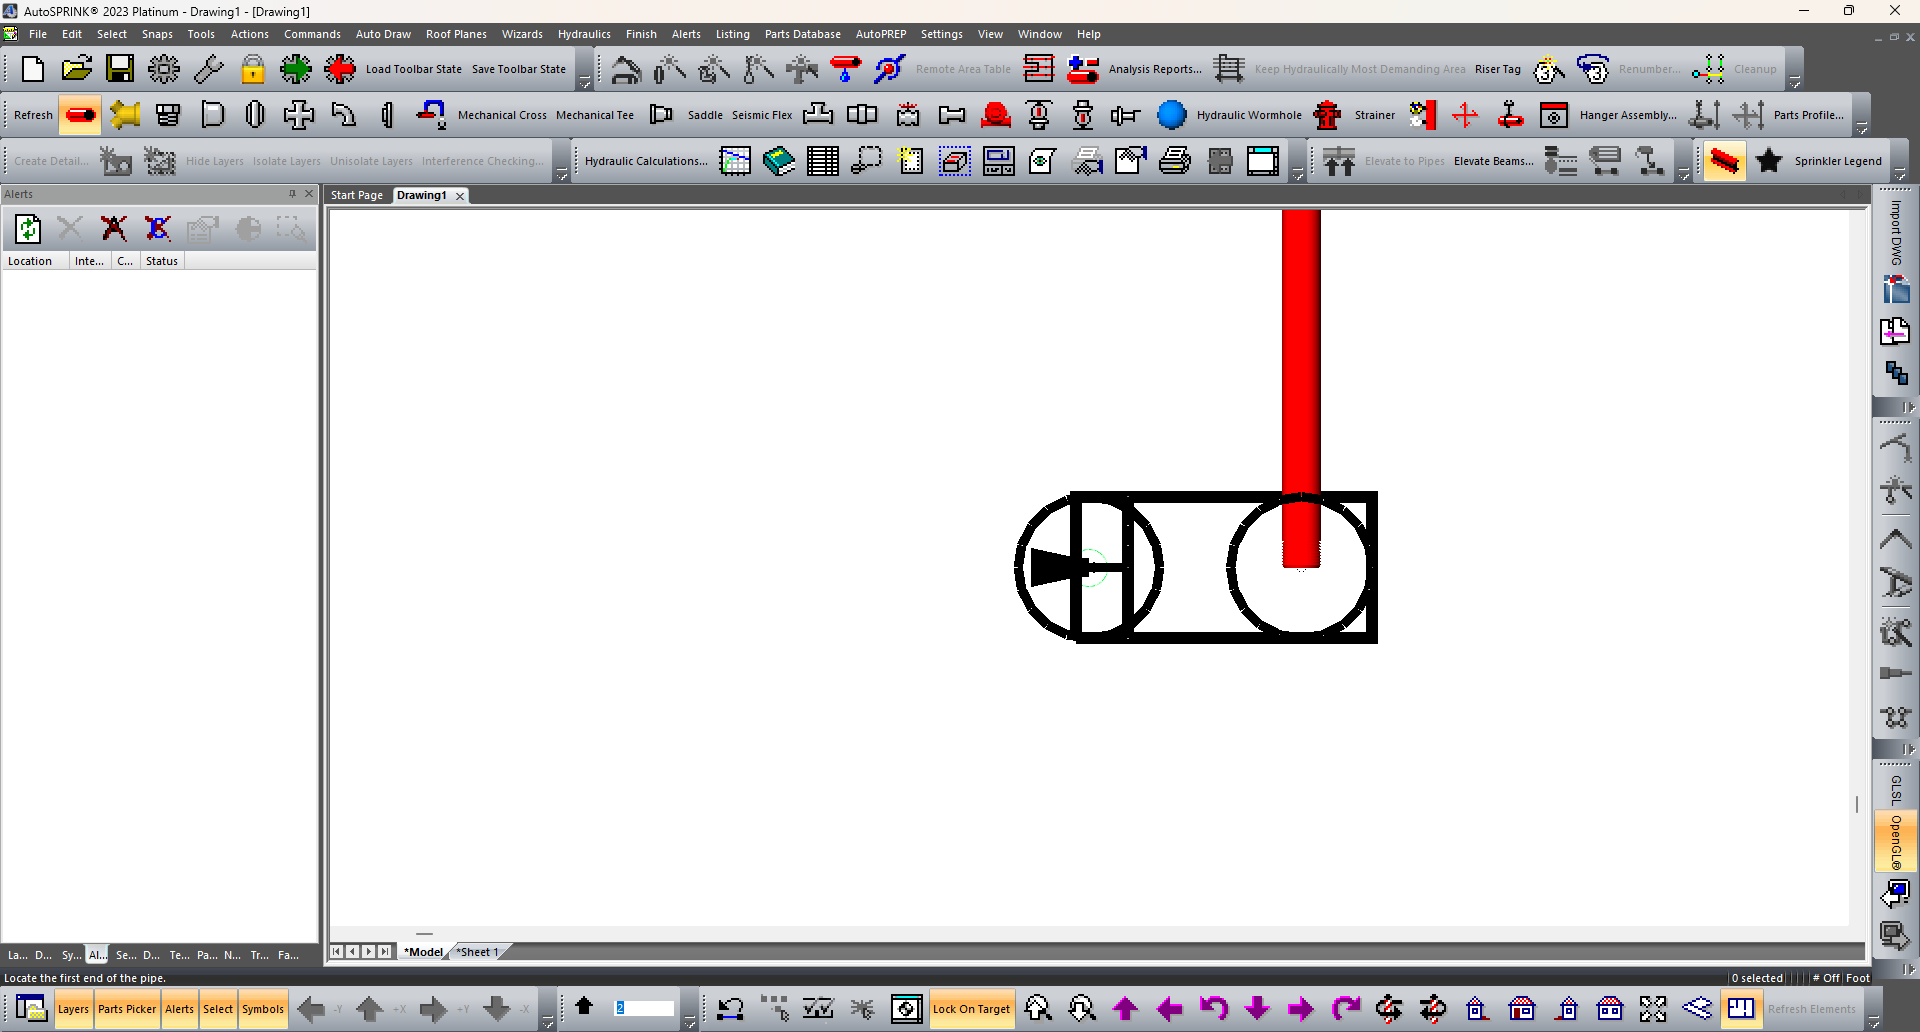 AutoSPRINK® 2023 Platinum - Drawing1 - [Drawing1]
File Edit Select Snaps Tools Actions Commands Auto Draw Roof Planes Wizards Hydraulics Finish Alerts Listing Parts Database AutoPREP Settings View Window Help
Load Toolbar State Save Toolbar State Remote Area Table Analysis Reports... Keep Hydraulically Most Demanding Area Riser Tag Renumber... Cleanup
Refresh Mechanical Cross Mechanical Tee Saddle Seismic Flex Hydraulic Wormhole Strainer Hanger Assembly... Parts Profile...
Create Detail... Hide Layers Isolate Layers Unisolate Layers Interference Checking... Hydraulic Calculations... Elevate to Pipes Elevate Beams... Sprinkler Legend
Alerts
Start Page Drawing1
Location Inte... C... Status
Import DWG
GLSL
OpenGL®
La... D... Sy... Al... Se... D... Te... Pa... N... Tr... Fa...
*Model *Sheet 1
Locate the first end of the pipe.
0 selected # Off Foot
Layers Parts Picker Alerts Select Symbols -Y +X +Y -X 2 Lock On Target Refresh Elements